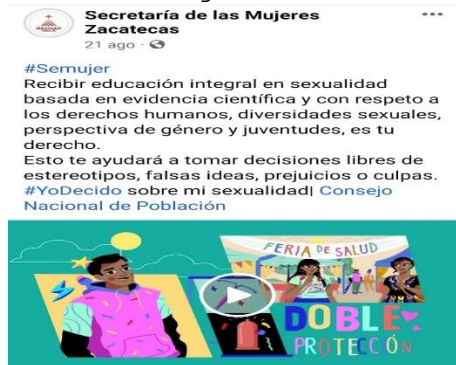 Secretaría de las Mujeres
Zacatecas
21 ago ·
#Semujer
Recibir educación integral en sexualidad
basada en evidencia científica y con respeto a
los derechos humanos, diversidades sexuales,
perspectiva de género y juventudes, es tu
derecho.
Esto te ayudará a tomar decisiones libres de
estereotipos, falsas ideas, prejuicios o culpas.
#YoDecido sobre mi sexualidad| Consejo
Nacional de Población
FERIA DE SALUD
DOBLE
PROTECCIÓN